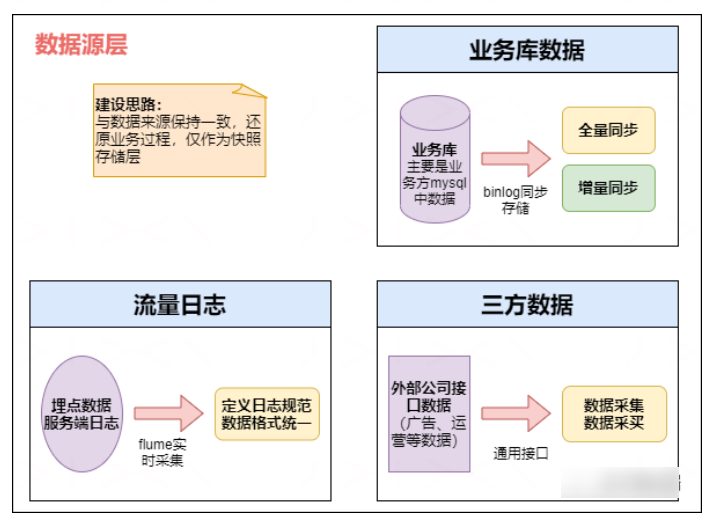 数据源层
建设思路：
与数据来源保持一致，还
原业务过程，仅作为快照
存储层
业务库数据
业务库
主要是业
务方mysql
中数据
binlog同步
存储
全量同步
增量同步
流量日志
埋点数据
服务端日志
flume实
时采集
定义日志规范
数据格式统一
三方数据
外部公司接
口数据
（广告、运
营等数据）
通用接口
数据采集
数据采买